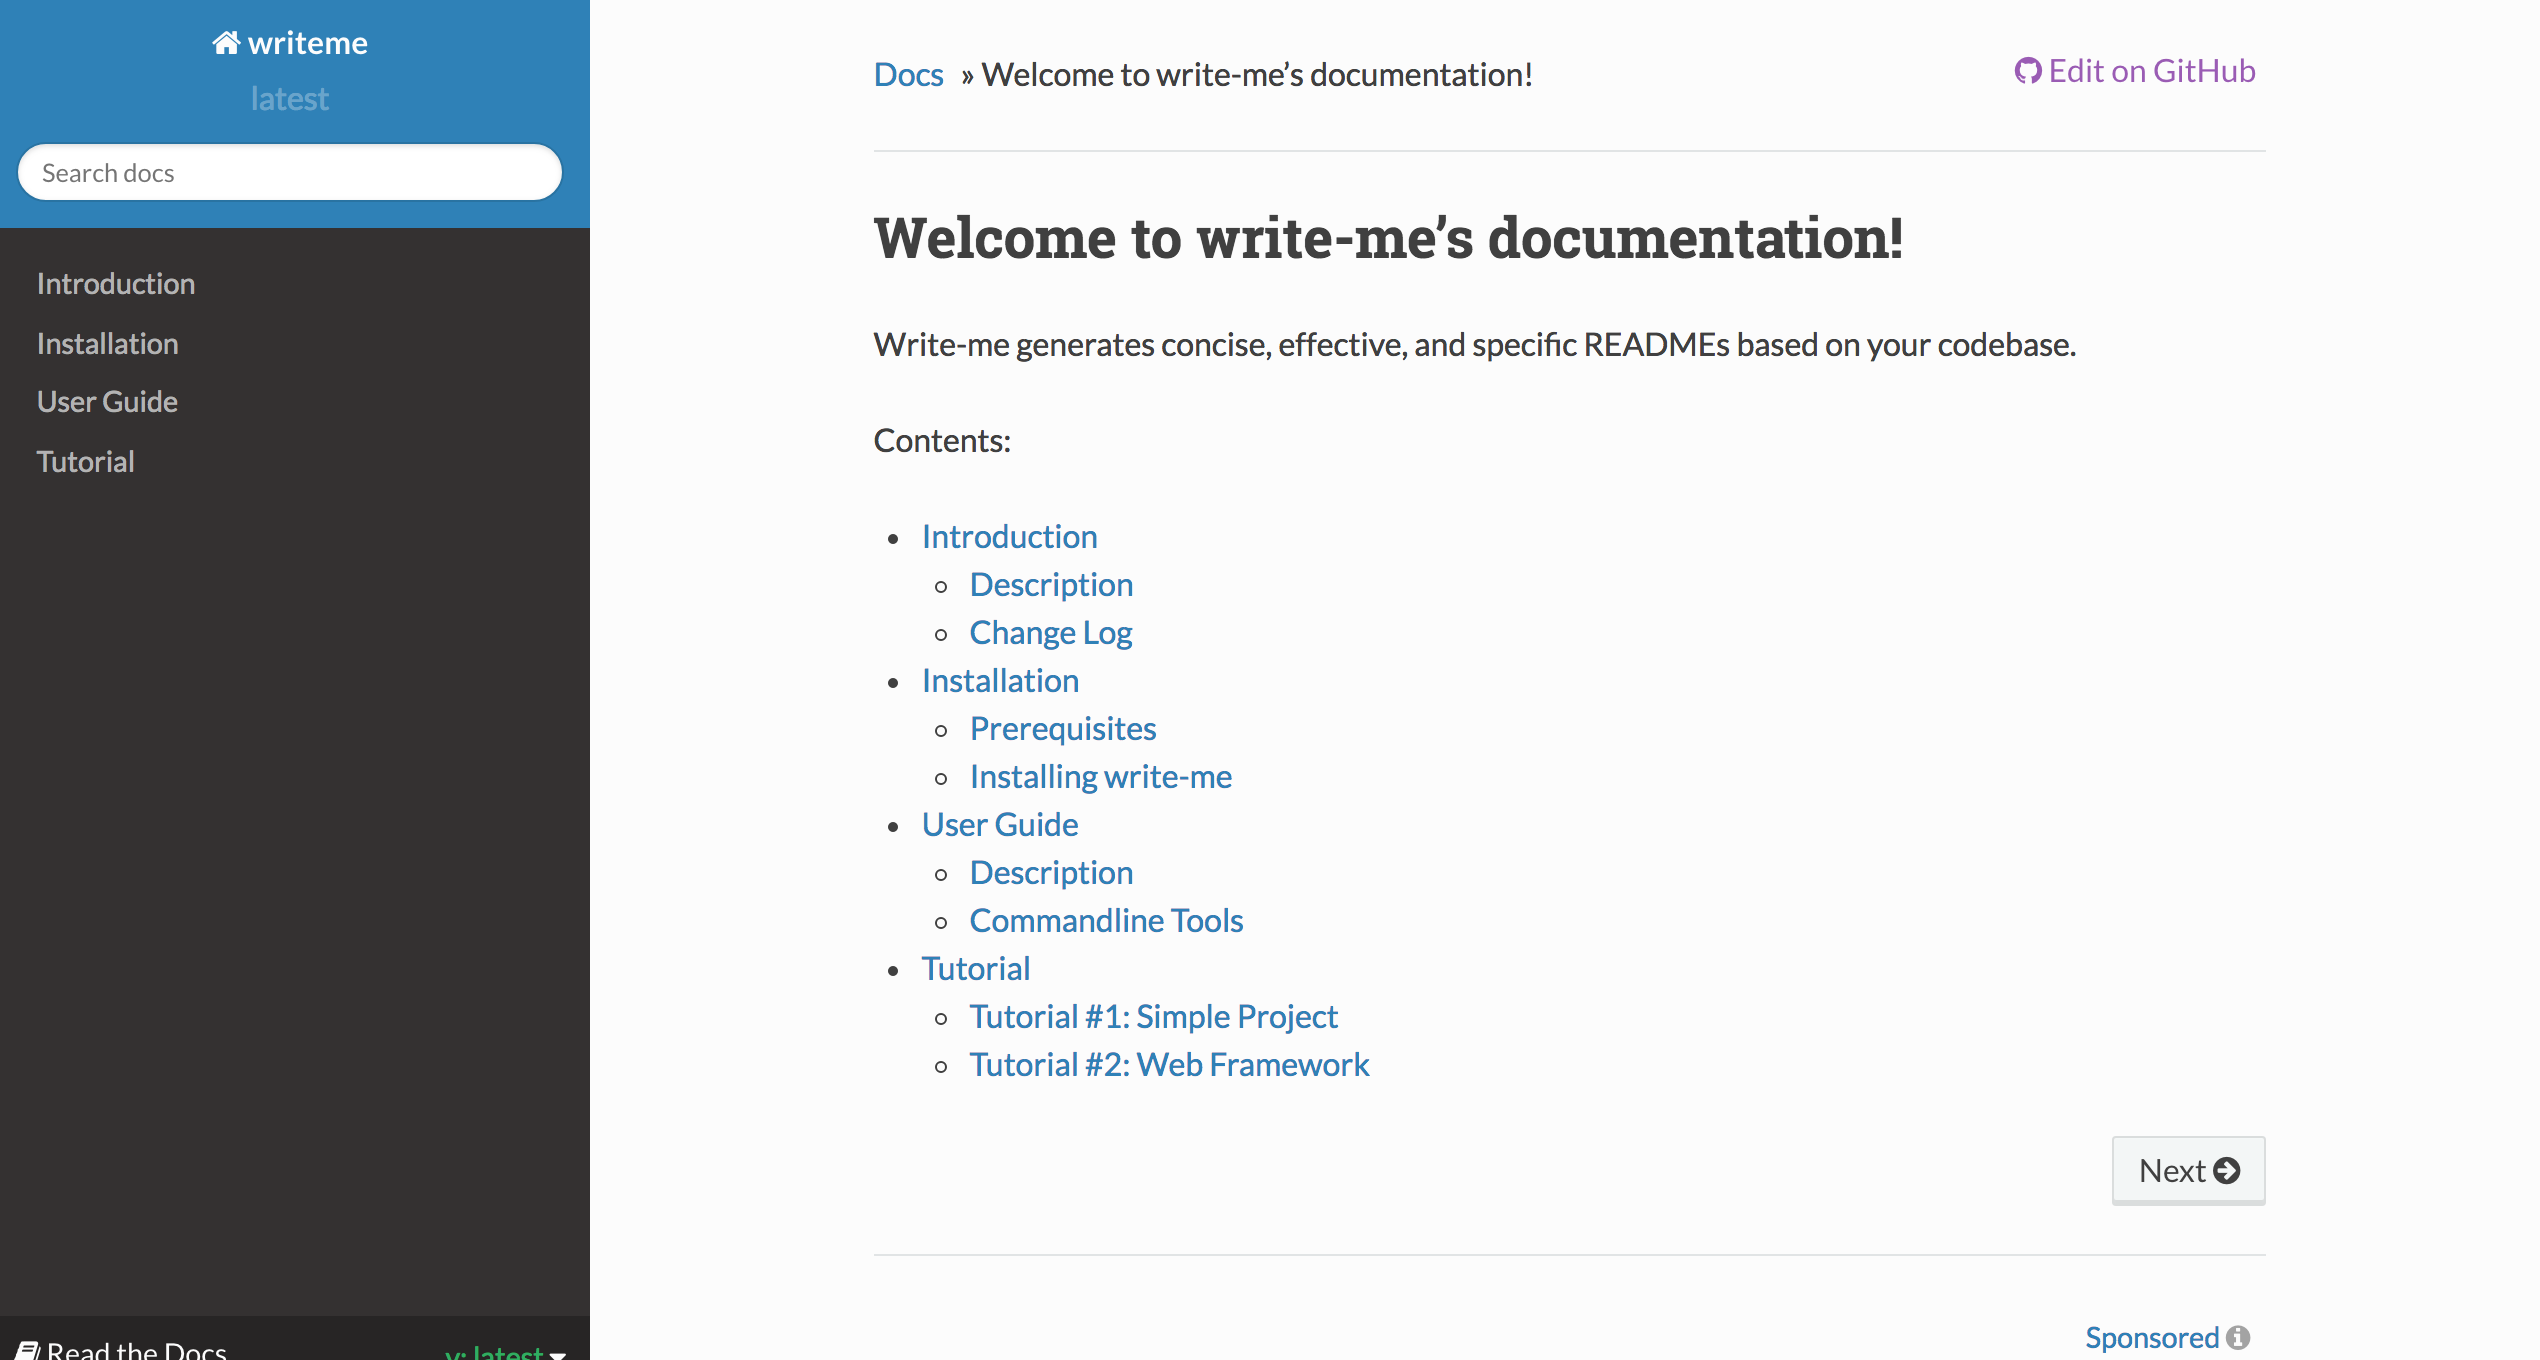 writeme
latest
Search docs
Introduction
Installation
User Guide
Tutorial
Read the Docs
v: latest
Docs » Welcome to write-me’s documentation!
Edit on GitHub
Welcome to write-me’s documentation!
Write-me generates concise, effective, and specific READMEs based on your codebase.
Contents:
Introduction
Description
Change Log
Installation
Prerequisites
Installing write-me
User Guide
Description
Commandline Tools
Tutorial
Tutorial #1: Simple Project
Tutorial #2: Web Framework
Next
Sponsored